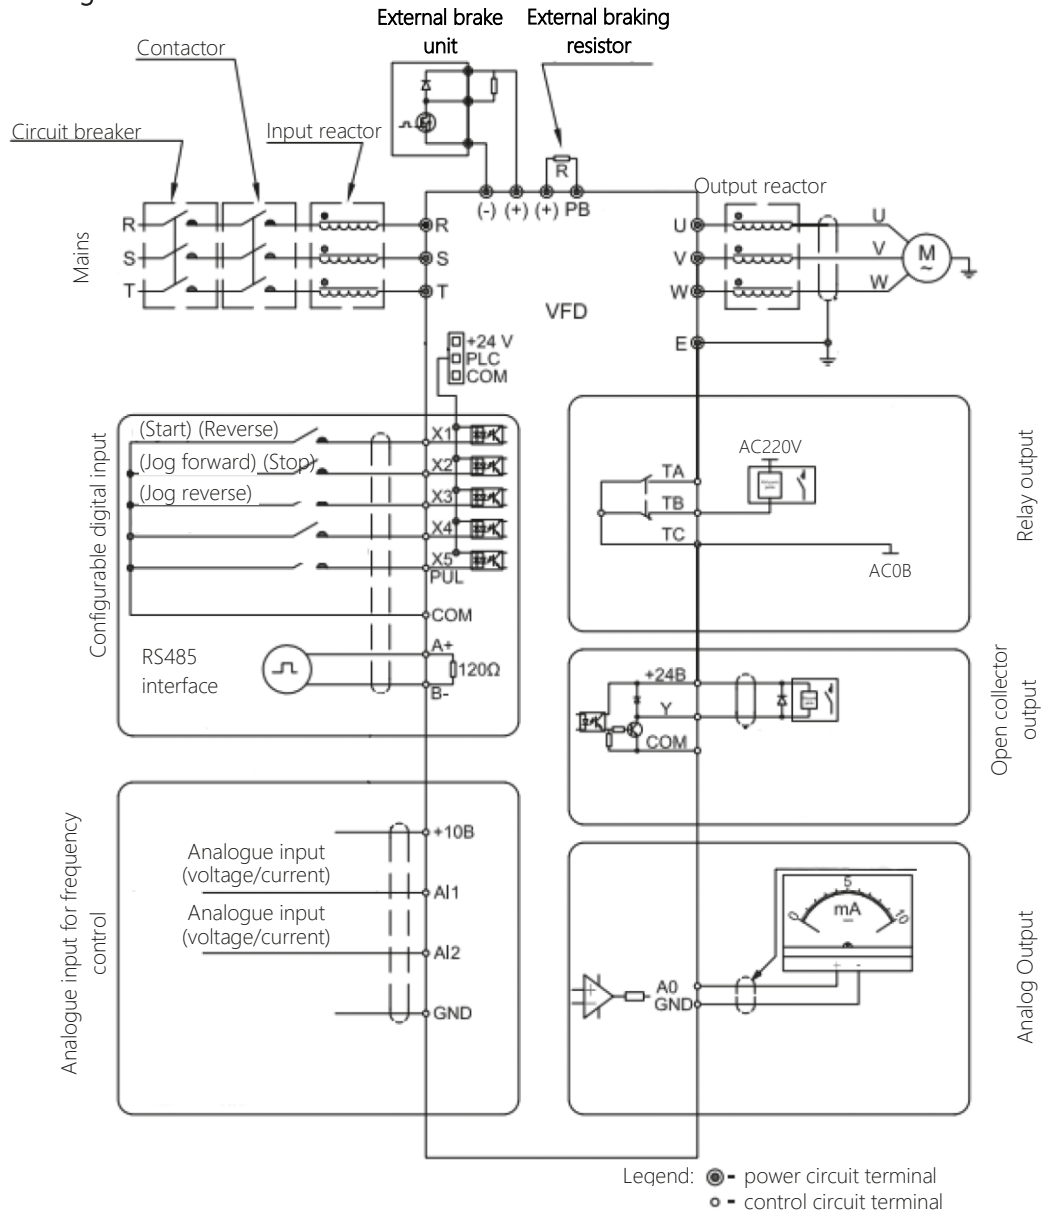 External brake
unit
External braking
resistor
Contactor
Circuit breaker
Input reactor
R
(-) (+) (+) PB
Output reactor
Mains
R
S
T
R
S
T
U
V
W
U
V
W
M
~
VFD
E
+24 V
PLC
COM
Configurable digital input
(Start) (Reverse)
(Jog forward) (Stop)
(Jog reverse)
X1
X2
X3
X4
X5
PUL
COM
RS485
interface
A+
120Ω
B-
Relay output
AC220V
TA
TB
TC
AC0B
Open collector
output
+24B
Y
COM
Analogue input for frequency
control
+10B
Analogue input
(voltage/current)
AI1
Analogue input
(voltage/current)
AI2
GND
Analog Output
0
5
10
mA
+ -
A0
GND
Legend:
- power circuit terminal
- control circuit terminal